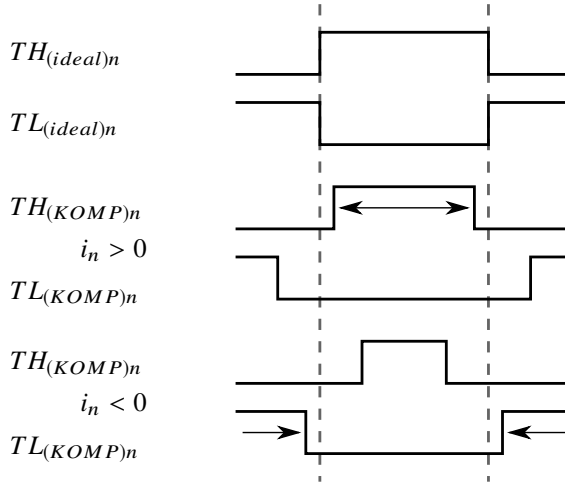 TH(ideal)n
TL(ideal)n
TH(KOMP)n
in > 0
TL(KOMP)n
TH(KOMP)n
in < 0
TL(KOMP)n